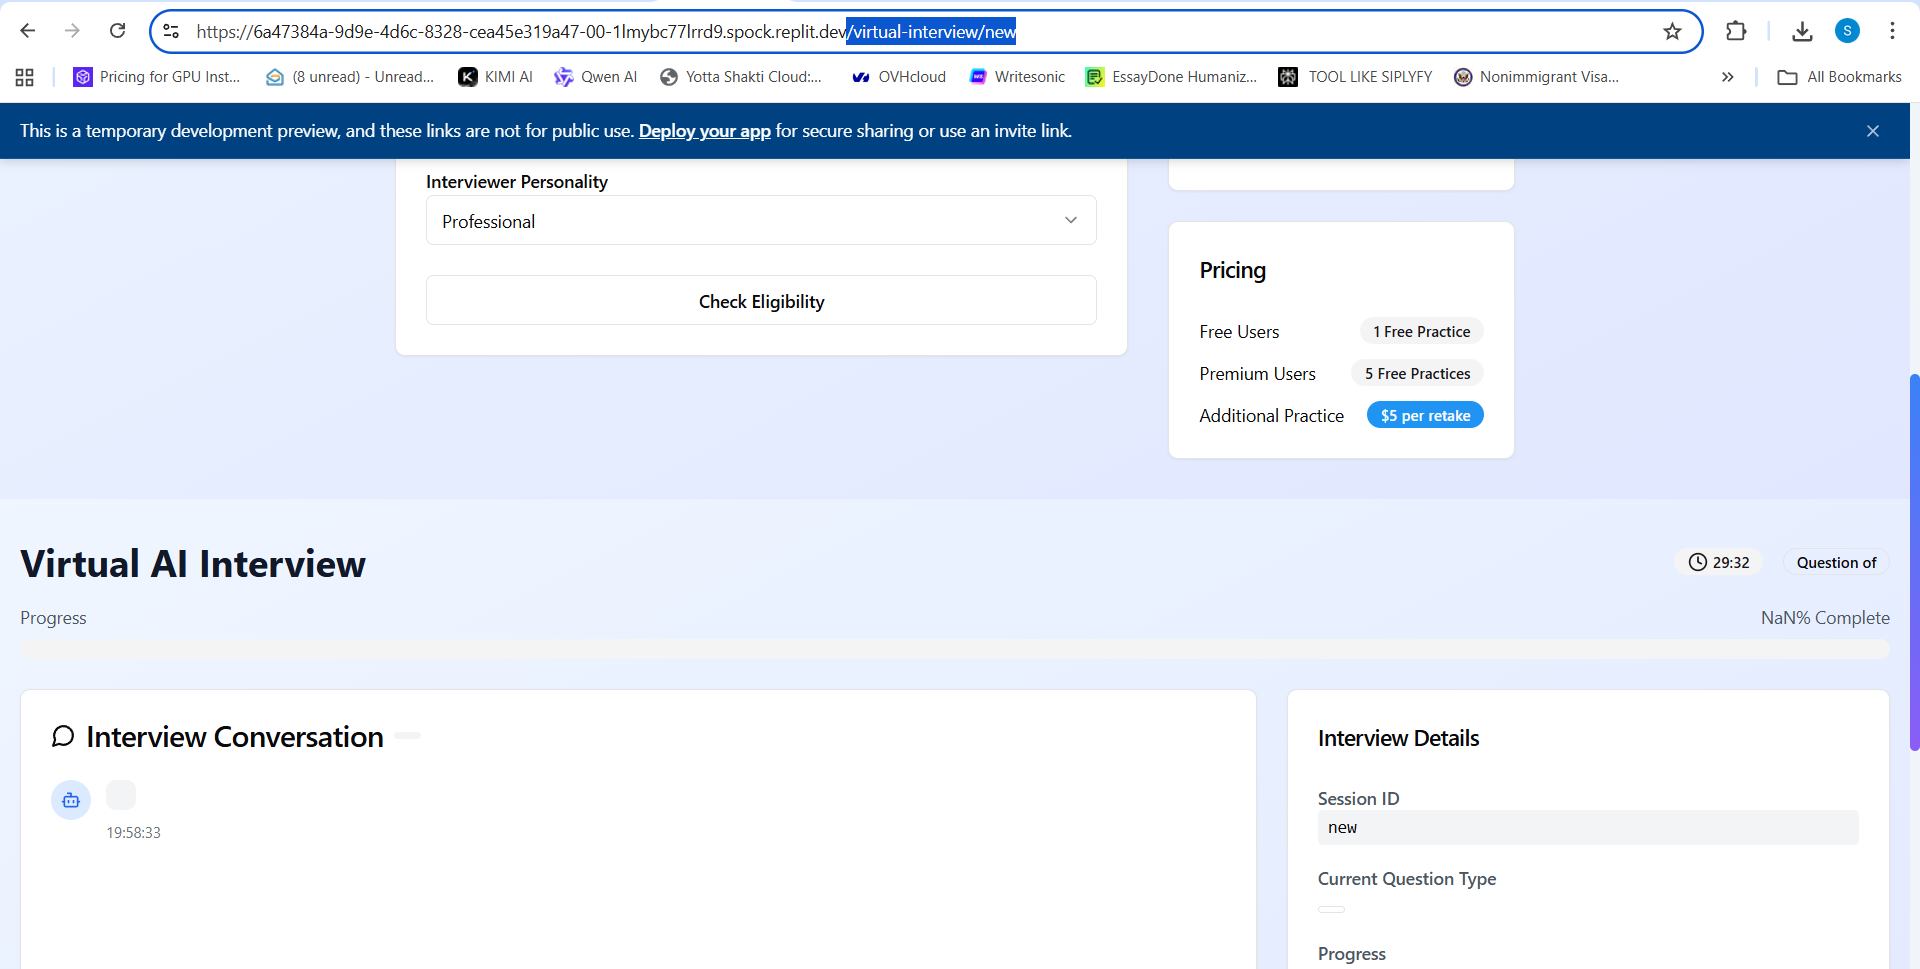 https://6a47384a-9d9e-4d6c-8328-cea45e319a47-00-1lmybc77lrrd9.spock.replit.dev/virtual-interview/new
S
Pricing for GPU Inst...
(8 unread) - Unread...
KIMI AI
Qwen AI
Yotta Shakti Cloud:...
OVHcloud
Writesonic
EssayDone Humaniz...
TOOL LIKE SIPLYFY
Nonimmigrant Visa...
All Bookmarks
This is a temporary development preview, and these links are not for public use. Deploy your app for secure sharing or use an invite link.
Interviewer Personality
Professional
Check Eligibility
Pricing
Free Users 1 Free Practice
Premium Users 5 Free Practices
Additional Practice $5 per retake
Virtual AI Interview
29:32
Question of
Progress
NaN% Complete
Interview Conversation
19:58:33
Interview Details
Session ID
new
Current Question Type
Progress